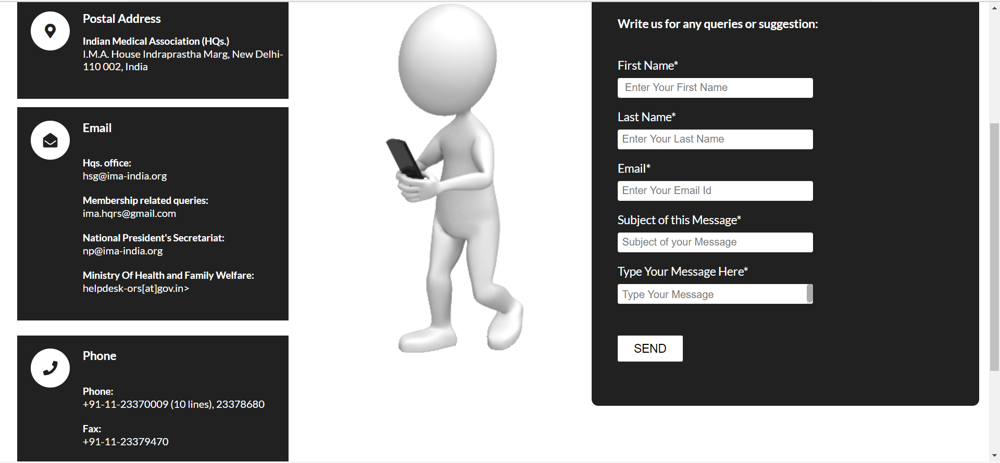 Postal Address
Indian Medical Association (HQs.)
I.M.A. House Indraprastha Marg, New Delhi-
110 002, India
Email
Hqs. office:
hsg@ima-india.org
Membership related queries:
ima.hqrs@gmail.com
National President's Secretariat:
np@ima-india.org
Ministry Of Health and Family Welfare:
helpdesk-ors[at]gov.in>
Phone
Phone:
+91-11-23370009 (10 lines), 23378680
Fax:
+91-11-23379470
Write us for any queries or suggestion:
First Name*
Enter Your First Name
Last Name*
Enter Your Last Name
Email*
Enter Your Email Id
Subject of this Message*
Subject of your Message
Type Your Message Here*
Type Your Message
SEND